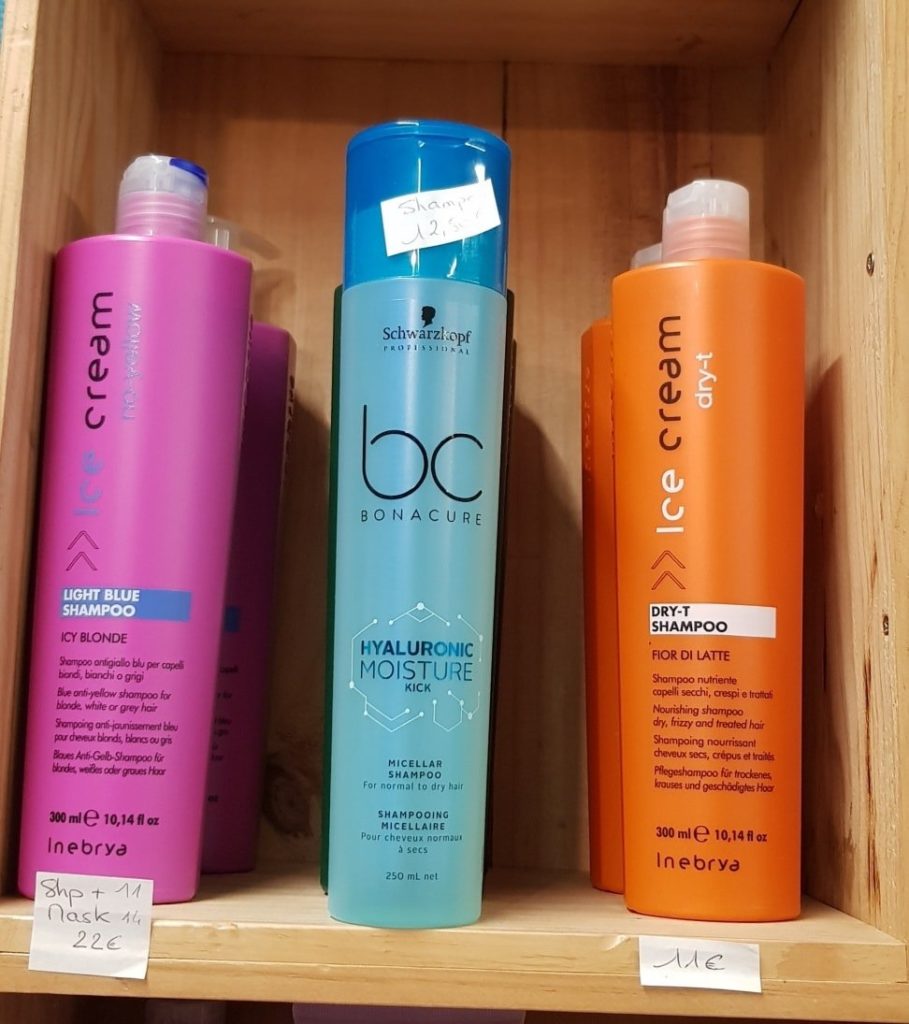 Ice cream
no-yellow
LIGHT BLUE
SHAMPOO
ICY BLONDE
Shampoo antigiallo blu per capelli
biondi, bianchi o grigi
Blue anti-yellow shampoo for
blonde, white or grey hair
Shampoing anti-jaunissement bleu
pour cheveux blonds, blancs ou gris
Blaues Anti-Gelb-Shampoo für
blondes, weißes oder graues Haar
300 ml e 10,14 fl oz
Inebrya
Shp + 11
Mask 14
22€
Shamp
12,50€
Schwarzkopf
PROFESSIONAL
bc
BONACURE
HYALURONIC
MOISTURE
KICK
MICELLAR
SHAMPOO
For normal to dry hair
SHAMPOOING
MICELLAIRE
Pour cheveux normaux
à secs
250 mL net
Ice cream
dry-t
DRY-T
SHAMPOO
FIOR DI LATTE
Shampoo nutriente
capelli secchi, crespi e trattati
Nourishing shampoo
dry, frizzy and treated hair
Shampoing nourrissant
cheveux secs, crépus et traités
Pflegeshampoo für trockenes,
krauses und geschädigtes Haar
300 ml e 10,14 fl oz
Inebrya
11€